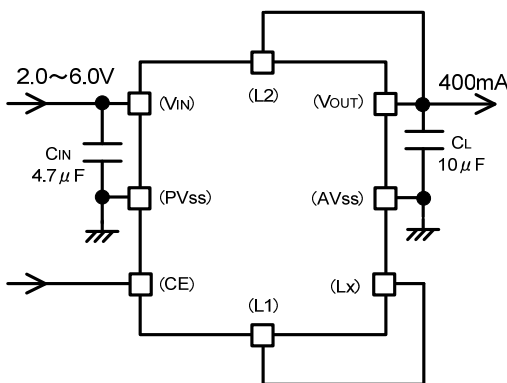 2.0～6.0V
(VIN)
(L2)
(VOUT)
400mA
CIN
4.7μF
CL
10μF
(PVss)
(AVss)
(CE)
(L1)
(Lx)